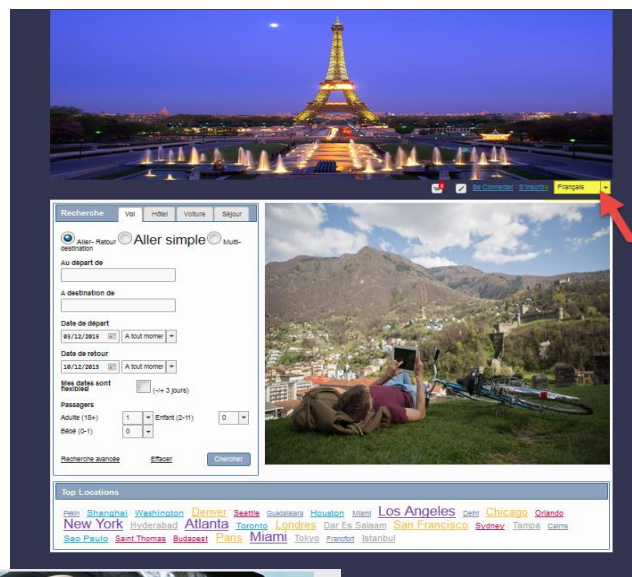 Se Connecter | S'inscrire Français
Recherche Vol Hôtel Voiture Séjour
Aller- Retour Aller simple Multi-
destination
Au départ de
A destination de
Date de départ
03/12/2015 A tout momer
Date de retour
10/12/2015 A tout momer
Mes dates sont
flexibles! (-/+ 3 jours)
Passagers
Adulte (18+) 1 Enfant (2-11) 0
Bébé (0-1) 0
Recherche avancée Effacer Chercher
Top Locations
Pekin Shanghai Washington Denver Seattle Guadalajara Houston Miami Los Angeles Delhi Chicago Orlando
New York Hyderabad Atlanta Toronto Londres Dar Es Salaam San Francisco Sydney Tampa Cairns
Sao Paulo Saint Thomas Budapest Paris Miami Tokyo Francfort Istanbul